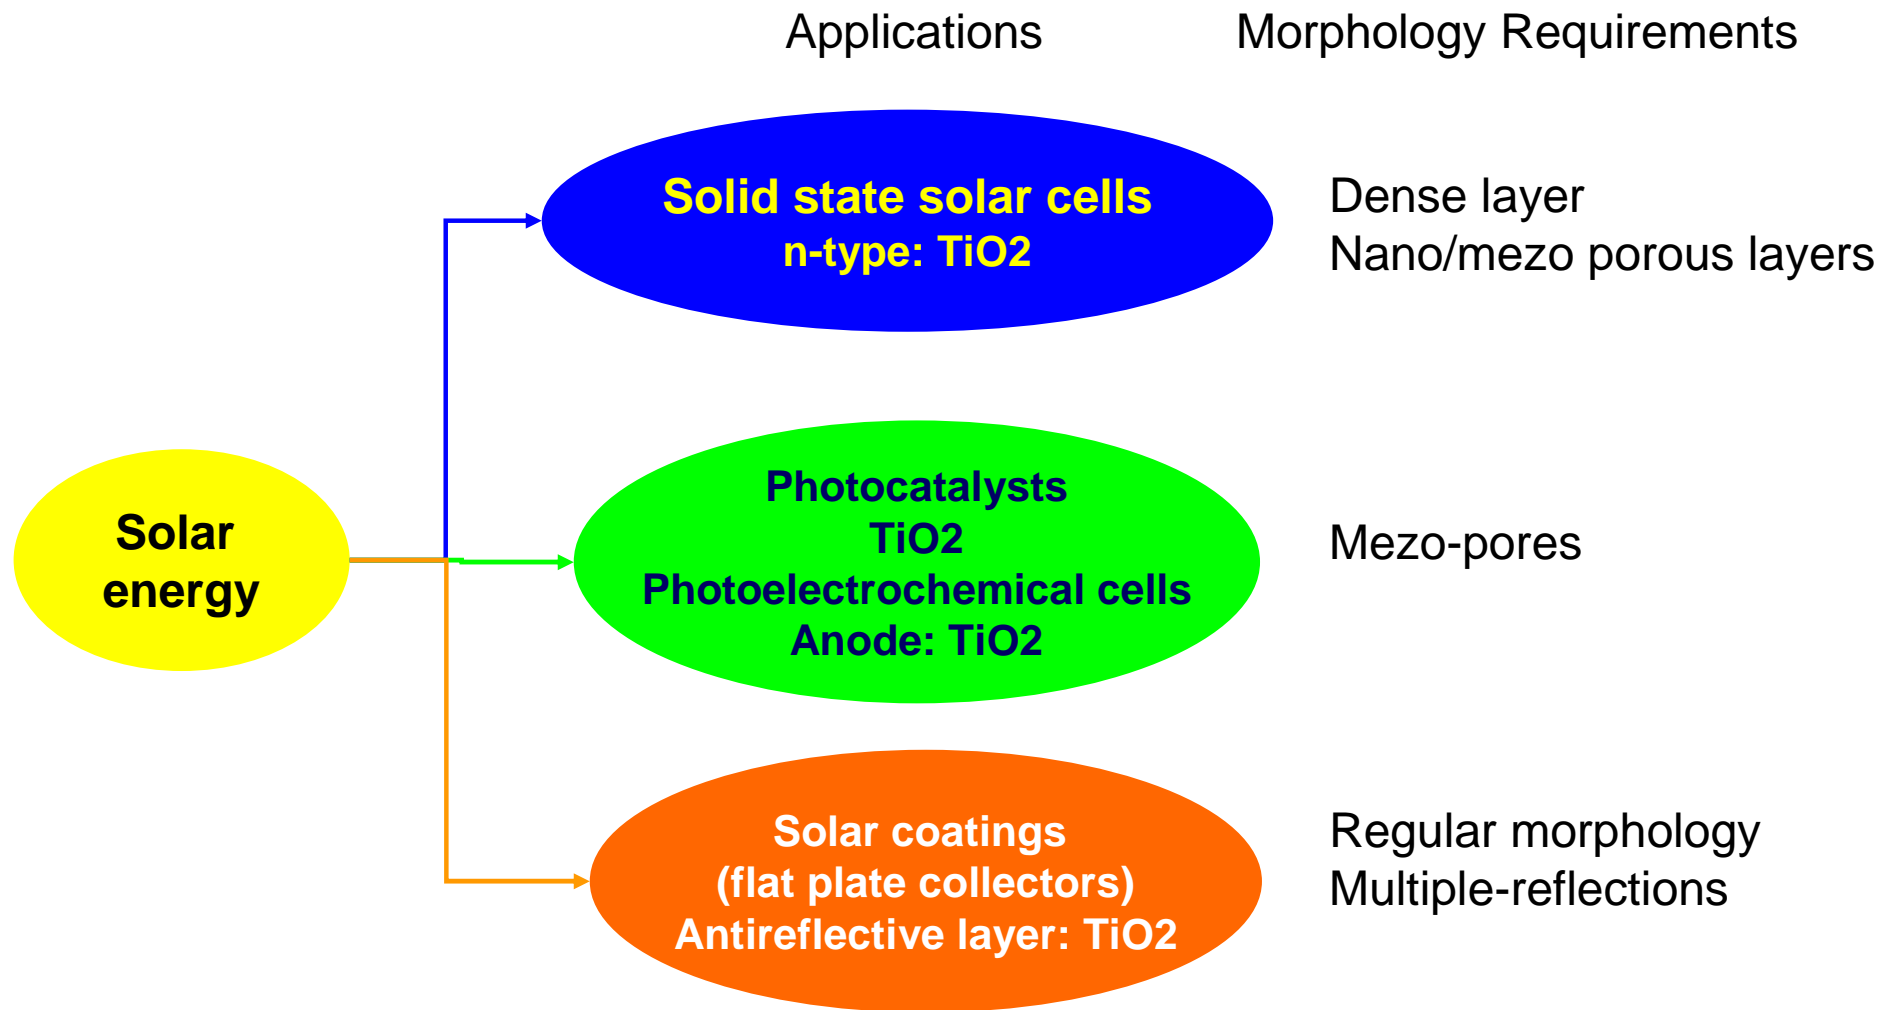 Applications
Morphology Requirements
Solid state solar cells
n-type: TiO2
Dense layer
Nano/mezo porous layers
Solar
energy
Photocatalysts
TiO2
Photoelectrochemical cells
Anode: TiO2
Mezo-pores
Solar coatings
(flat plate collectors)
Antireflective layer: TiO2
Regular morphology
Multiple-reflections